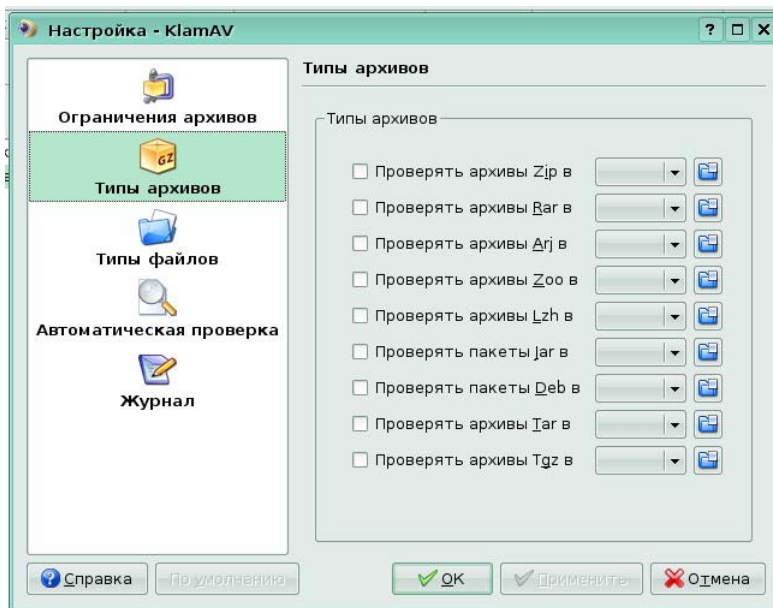 Настройка - KlamAV
Ограничения архивов
GZ
Типы архивов
Типы файлов
Автоматическая проверка
Журнал
Типы архивов
Типы архивов
Проверять архивы Zip в
Проверять архивы Rar в
Проверять архивы Arj в
Проверять архивы Zoo в
Проверять архивы Lzh в
Проверять пакеты Jar в
Проверять пакеты Deb в
Проверять архивы Tar в
Проверять архивы Tgz в
Справка
По умолчанию
OK
Применить
Отмена